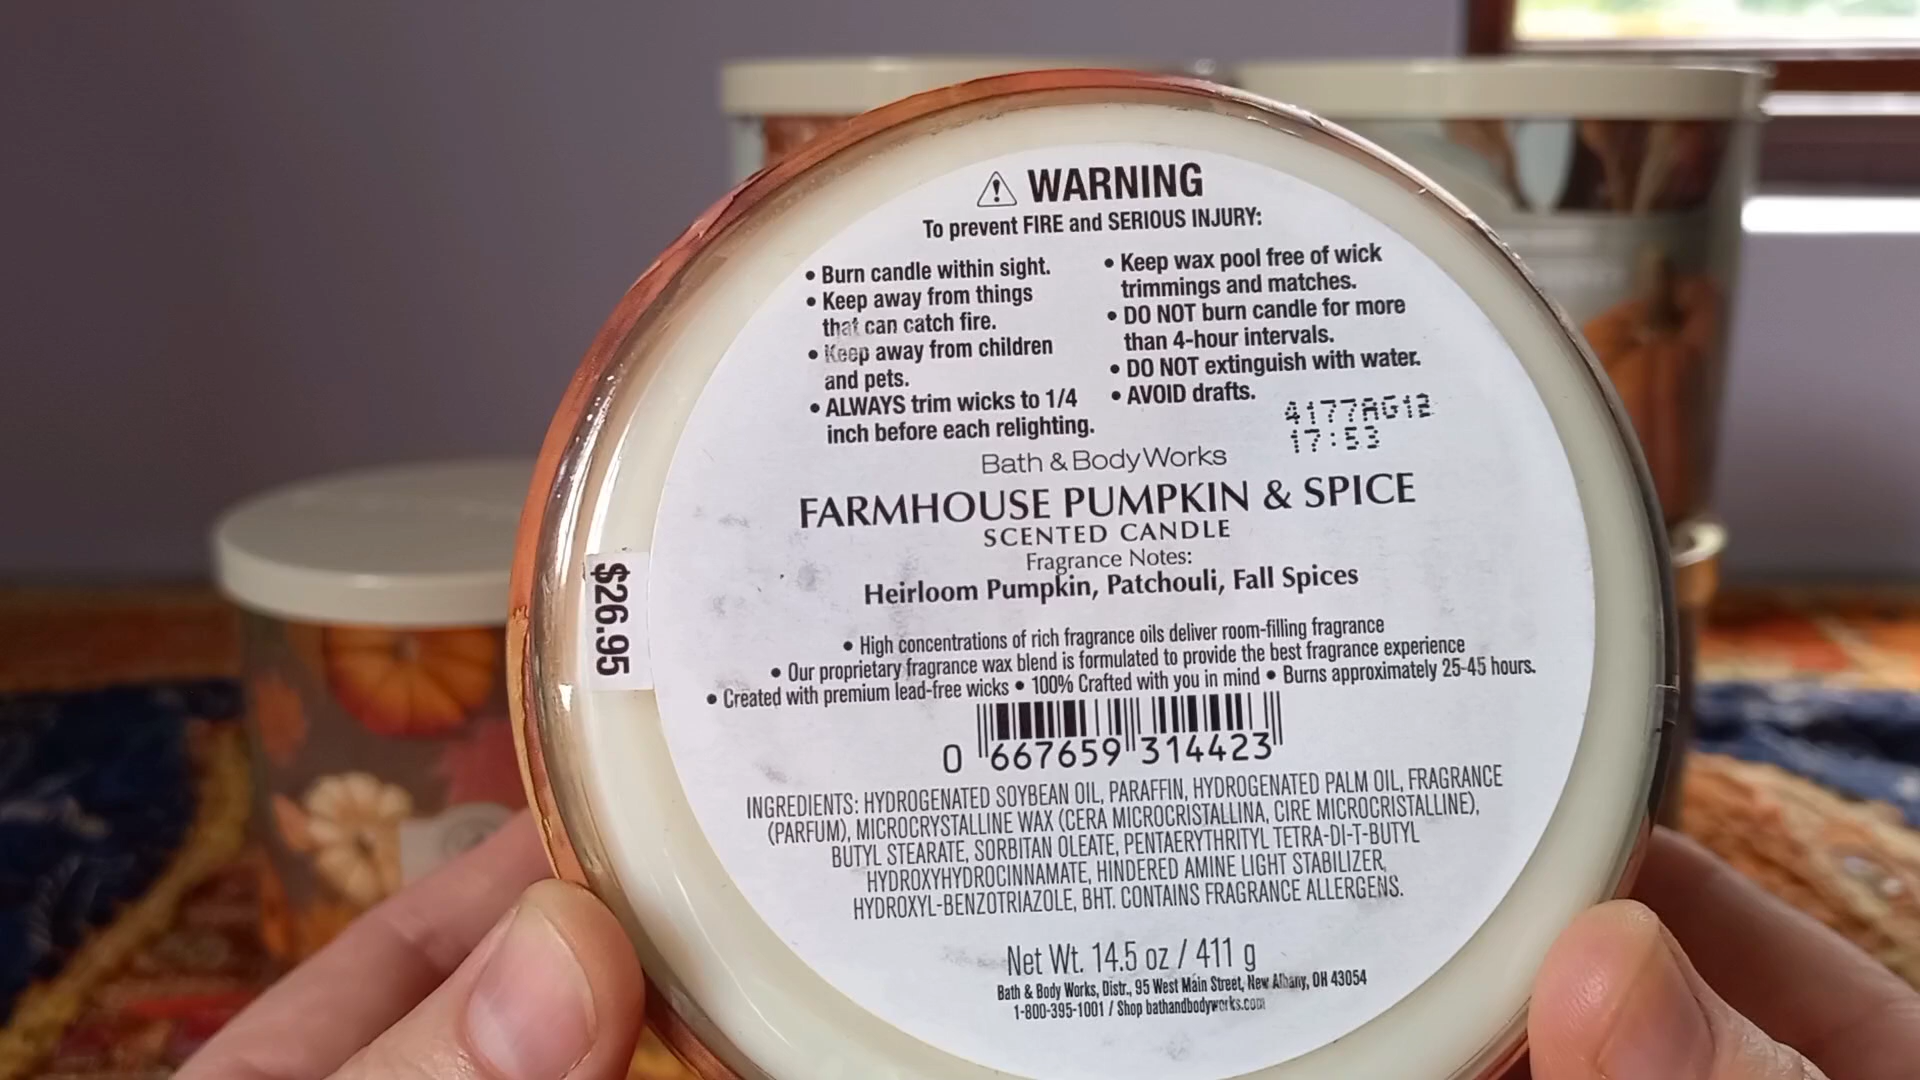 WARNING
To prevent FIRE and SERIOUS INJURY:
• Burn candle within sight.
• Keep away from things
that can catch fire.
• Keep away from children
and pets.
• ALWAYS trim wicks to 1/4
inch before each relighting.
• Keep wax pool free of wick
trimmings and matches.
• DO NOT burn candle for more
than 4-hour intervals.
• DO NOT extinguish with water.
• AVOID drafts.
4177AG12
17:53
Bath & Body Works
FARMHOUSE PUMPKIN & SPICE
SCENTED CANDLE
Fragrance Notes:
Heirloom Pumpkin, Patchouli, Fall Spices
$26.95
• High concentrations of rich fragrance oils deliver room-filling fragrance
• Our proprietary fragrance wax blend is formulated to provide the best fragrance experience
• Created with premium lead-free wicks • 100% Crafted with you in mind • Burns approximately 25-45 hours.
0 667659 314423
INGREDIENTS: HYDROGENATED SOYBEAN OIL, PARAFFIN, HYDROGENATED PALM OIL, FRAGRANCE
(PARFUM), MICROCRYSTALLINE WAX (CERA MICROCRISTALLINA, CIRE MICROCRISTALLINE),
BUTYL STEARATE, SORBITAN OLEATE, PENTAERYTHRITYL TETRA-DI-T-BUTYL
HYDROXYHYDROCINNAMATE, HINDERED AMINE LIGHT STABILIZER,
HYDROXYL-BENZOTRIAZOLE, BHT. CONTAINS FRAGRANCE ALLERGENS.
Net Wt. 14.5 oz / 411 g
Bath & Body Works, Distr., 95 West Main Street, New Albany, OH 43054
1-800-395-1001 / Shop bathandbodyworks.com